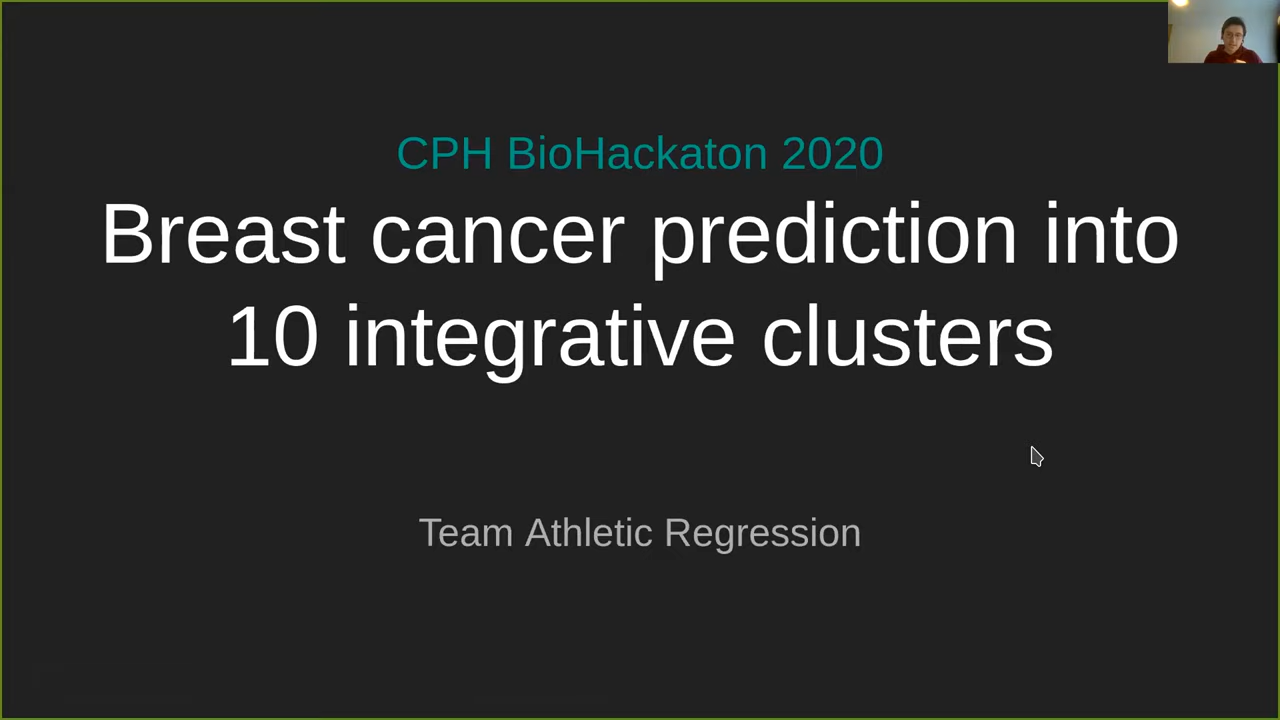 CPH BioHackaton 2020
Breast cancer prediction into
10 integrative clusters
Team Athletic Regression